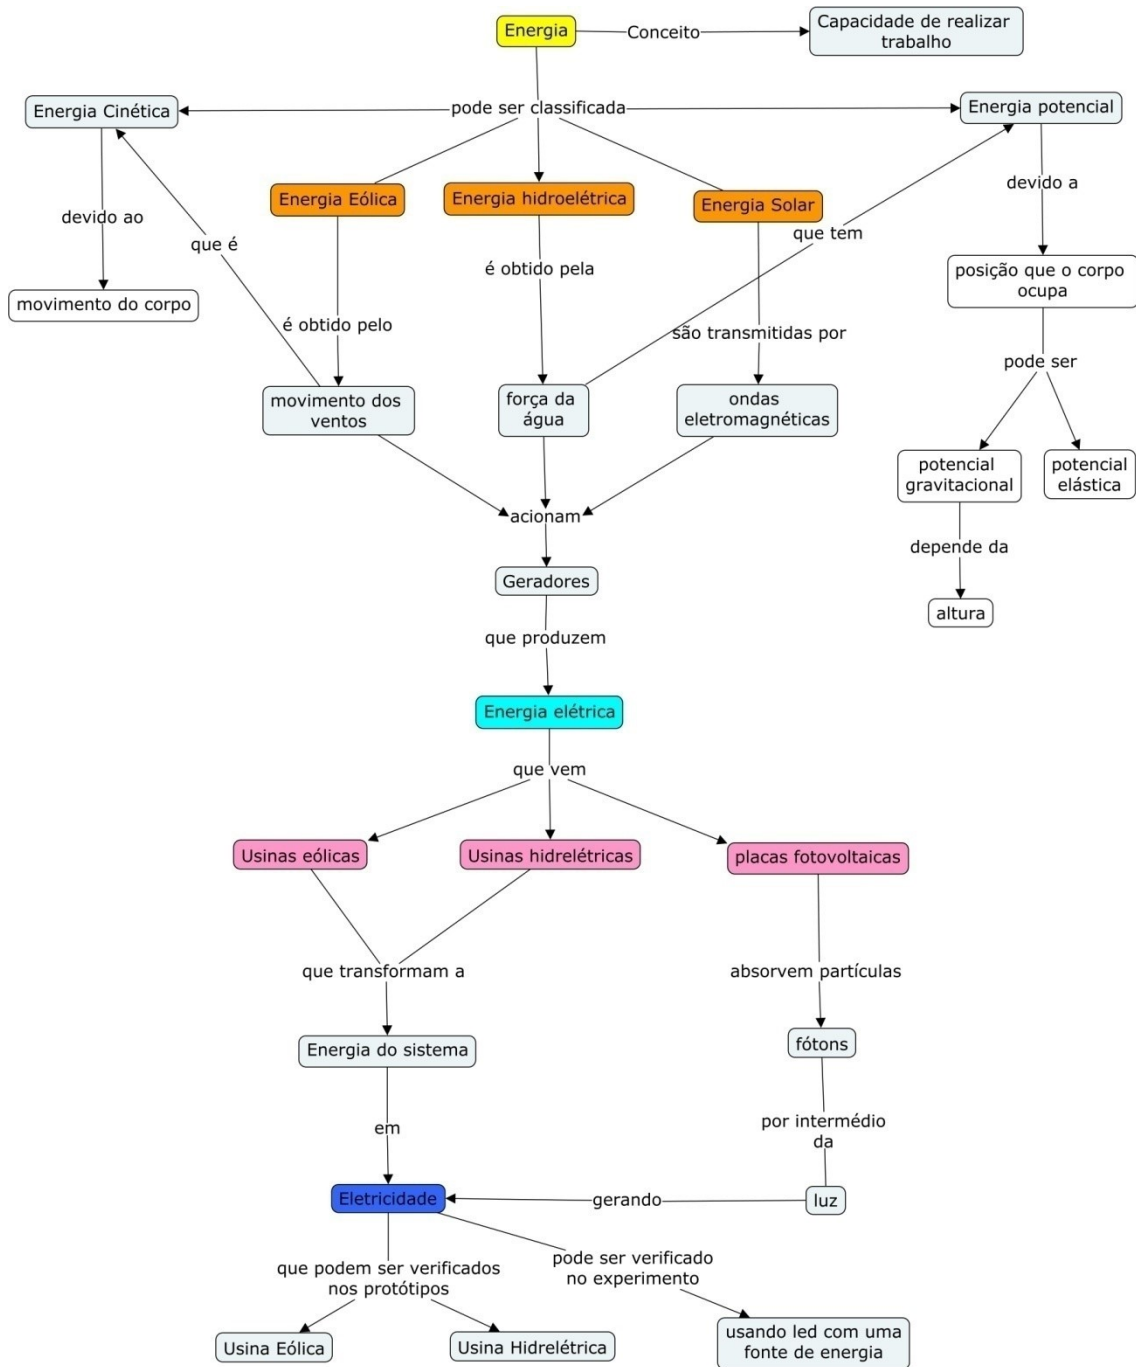 Energia
Conceito
Capacidade de realizar
trabalho
Energia Cinética
pode ser classificada
Energia potencial
Energia Eólica
Energia hidroelétrica
Energia Solar
devido a
devido ao
que é
que tem
é obtido pela
posição que o corpo
ocupa
movimento do corpo
é obtido pelo
são transmitidas por
pode ser
movimento dos
ventos
força da
água
ondas
eletromagnéticas
potencial
gravitacional
potencial
elástica
acionam
depende da
Geradores
altura
que produzem
Energia elétrica
que vem
Usinas eólicas
Usinas hidrelétricas
placas fotovoltaicas
que transformam a
absorvem partículas
Energia do sistema
fótons
em
por intermédio
da
Eletricidade
gerando
luz
que podem ser verificados
nos protótipos
pode ser verificado
no experimento
Usina Eólica
Usina Hidrelétrica
usando led com uma
fonte de energia